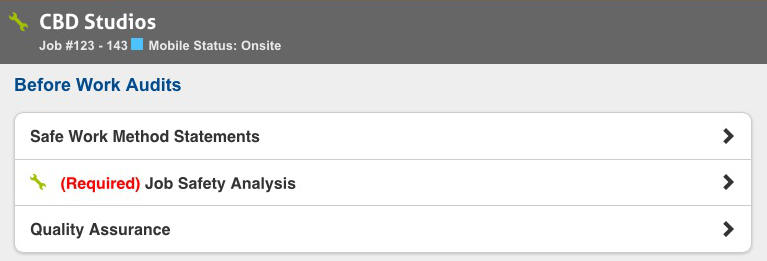 CBD Studios
Job #123 - 143 Mobile Status: Onsite
Before Work Audits
Safe Work Method Statements
(Required) Job Safety Analysis
Quality Assurance